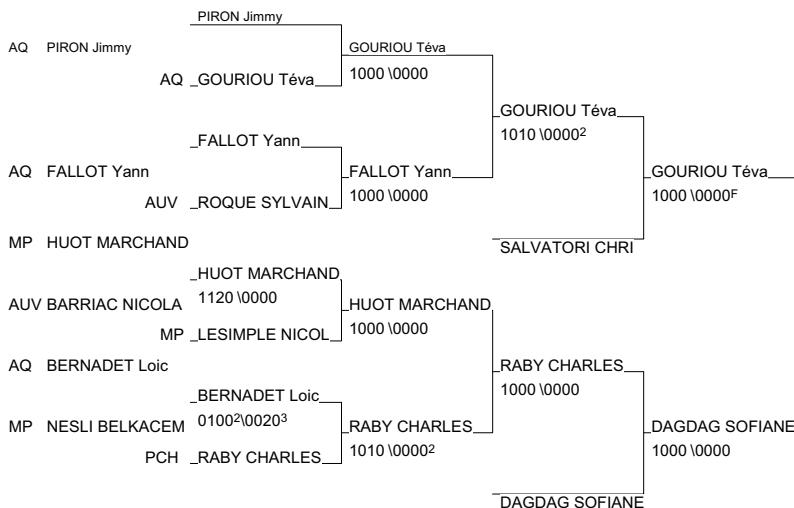 PIRON Jimmy
AQ PIRON Jimmy
GOURIOU Téva
AQ GOURIOU Téva
1000 \0000
GOURIOU Téva
1010 \0000²
FALLOT Yann
AQ FALLOT Yann
FALLOT Yann
GOURIOU Téva
1000 \0000
1000 \0000F
AUV ROQUE SYLVAIN
MP HUOT MARCHAND
SALVATORI CHRI
HUOT MARCHAND
AUV BARRIAC NICOLA
1120 \0000
HUOT MARCHAND
1000 \0000
MP LESIMPLE NICOL
AQ BERNADET Loic
RABY CHARLES
1000 \0000
BERNADET Loic
MP NESLI BELKACEM
0100²\0020³
RABY CHARLES
DAGDAG SOFIANE
1010 \0000²
1000 \0000
PCH RABY CHARLES
DAGDAG SOFIANE